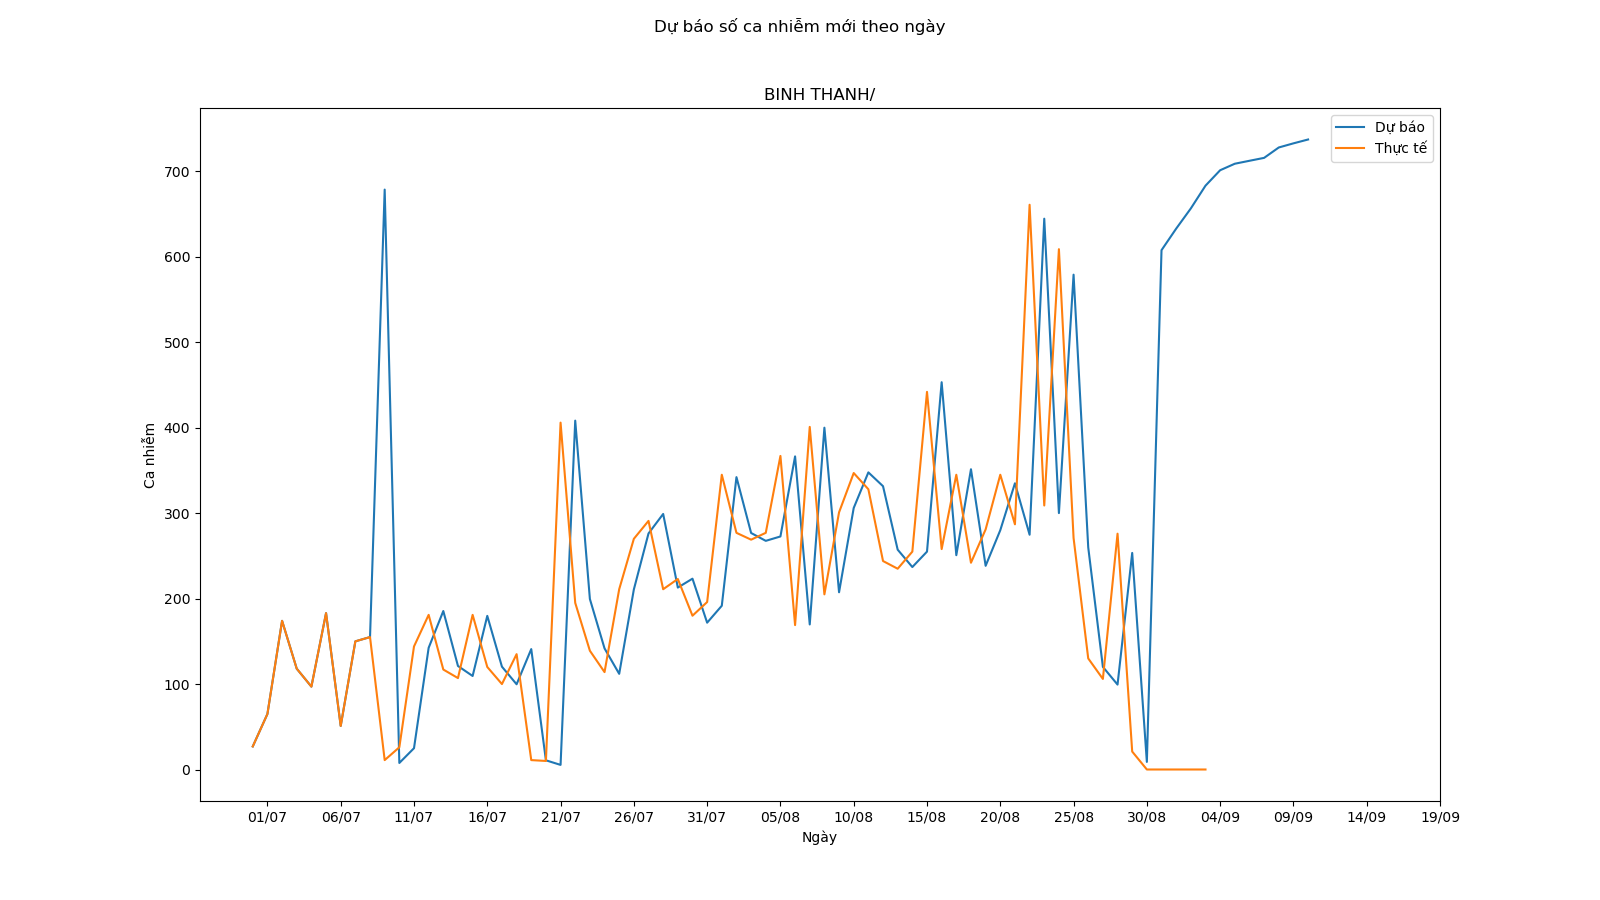 Dự báo số ca nhiễm mới theo ngày
BINH THANH/
Dự báo
Thực tế
700
600
500
400
300
200
100
0
Ca nhiễm
01/07 06/07 11/07 16/07 21/07 26/07 31/07 05/08 10/08 15/08 20/08 25/08 30/08 04/09 09/09 14/09 19/09
Ngày